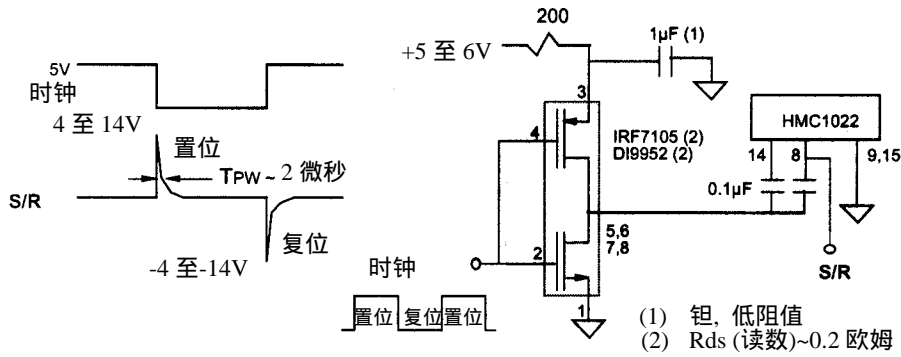 200
+5 至 6V
1µF (1)
5V
时钟
4 至 14V
置位
TPW ~ 2 微秒
S/R
复位
-4 至-14V
3
4
IRF7105 (2)
DI9952 (2)
HMC1022
14
8
9,15
0.1µF
5,6
7,8
2
时钟
S/R
置位
复位
置位
1
(1) 钽, 低阻值
(2) Rds (读数)~0.2 欧姆